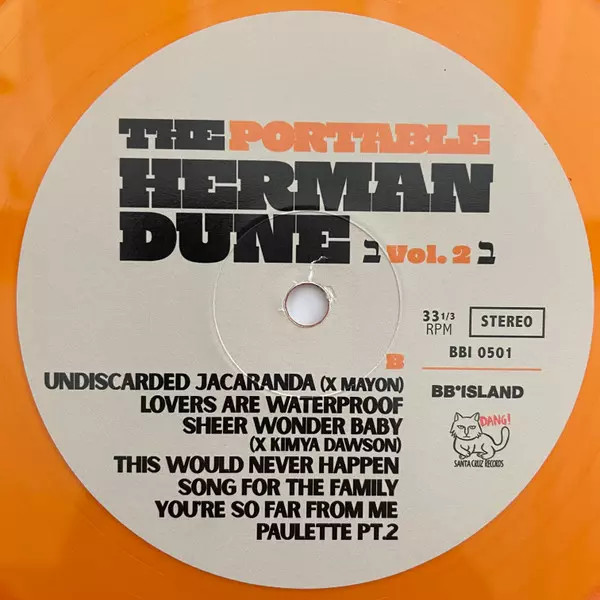 THE PORTABLE
HERMAN
DUNE ב Vol. 2 ב
33 1/3
RPM
STEREO
BBI 0501
B
UNDISCARDED JACARANDA (X MAYON)
LOVERS ARE WATERPROOF
SHEER WONDER BABY
(X KIMYA DAWSON)
THIS WOULD NEVER HAPPEN
SONG FOR THE FAMILY
YOU'RE SO FAR FROM ME
PAULETTE PT.2
BB*ISLAND
DANG!
SANTA CRUZ RECORDS